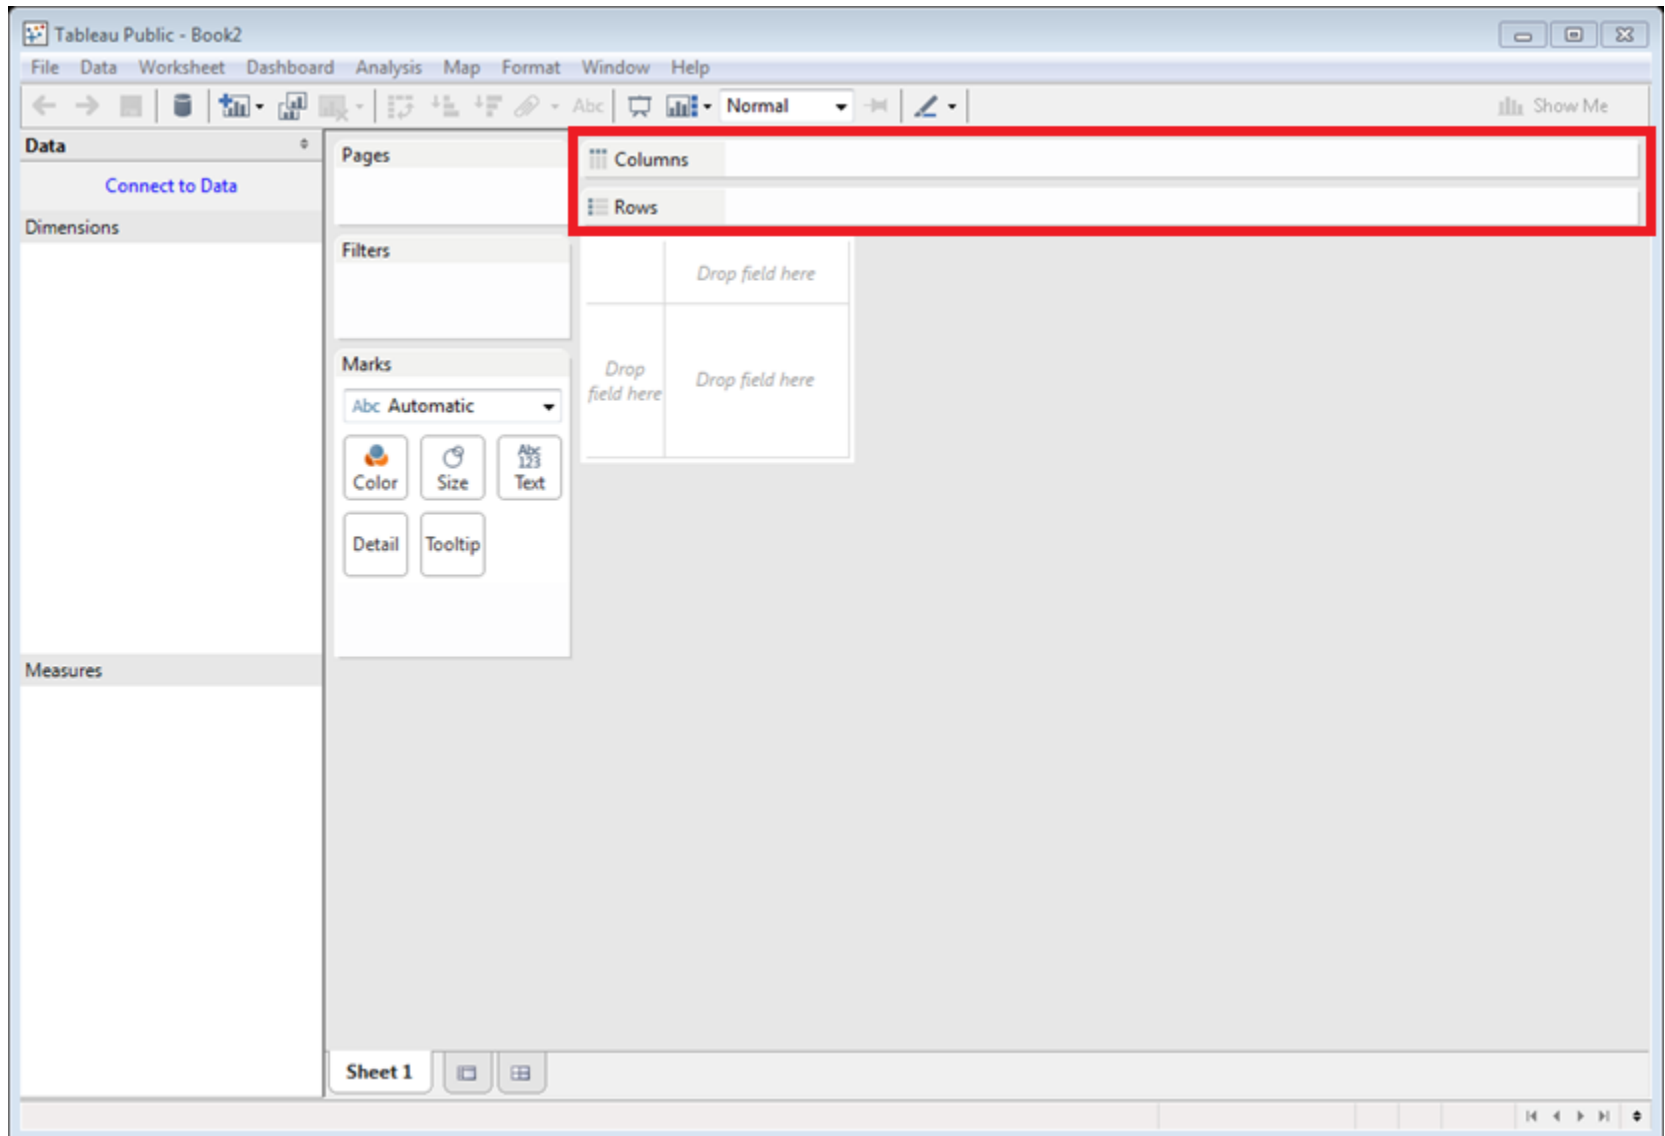 Tableau Public - Book2
File Data Worksheet Dashboard Analysis Map Format Window Help
Abc Normal Show Me
Data
Connect to Data
Dimensions
Measures
Pages
Filters
Marks
Abc Automatic
Color
Size
Abc
123
Text
Detail
Tooltip
Columns
Rows
Drop field here
Drop
field here
Drop field here
Sheet 1